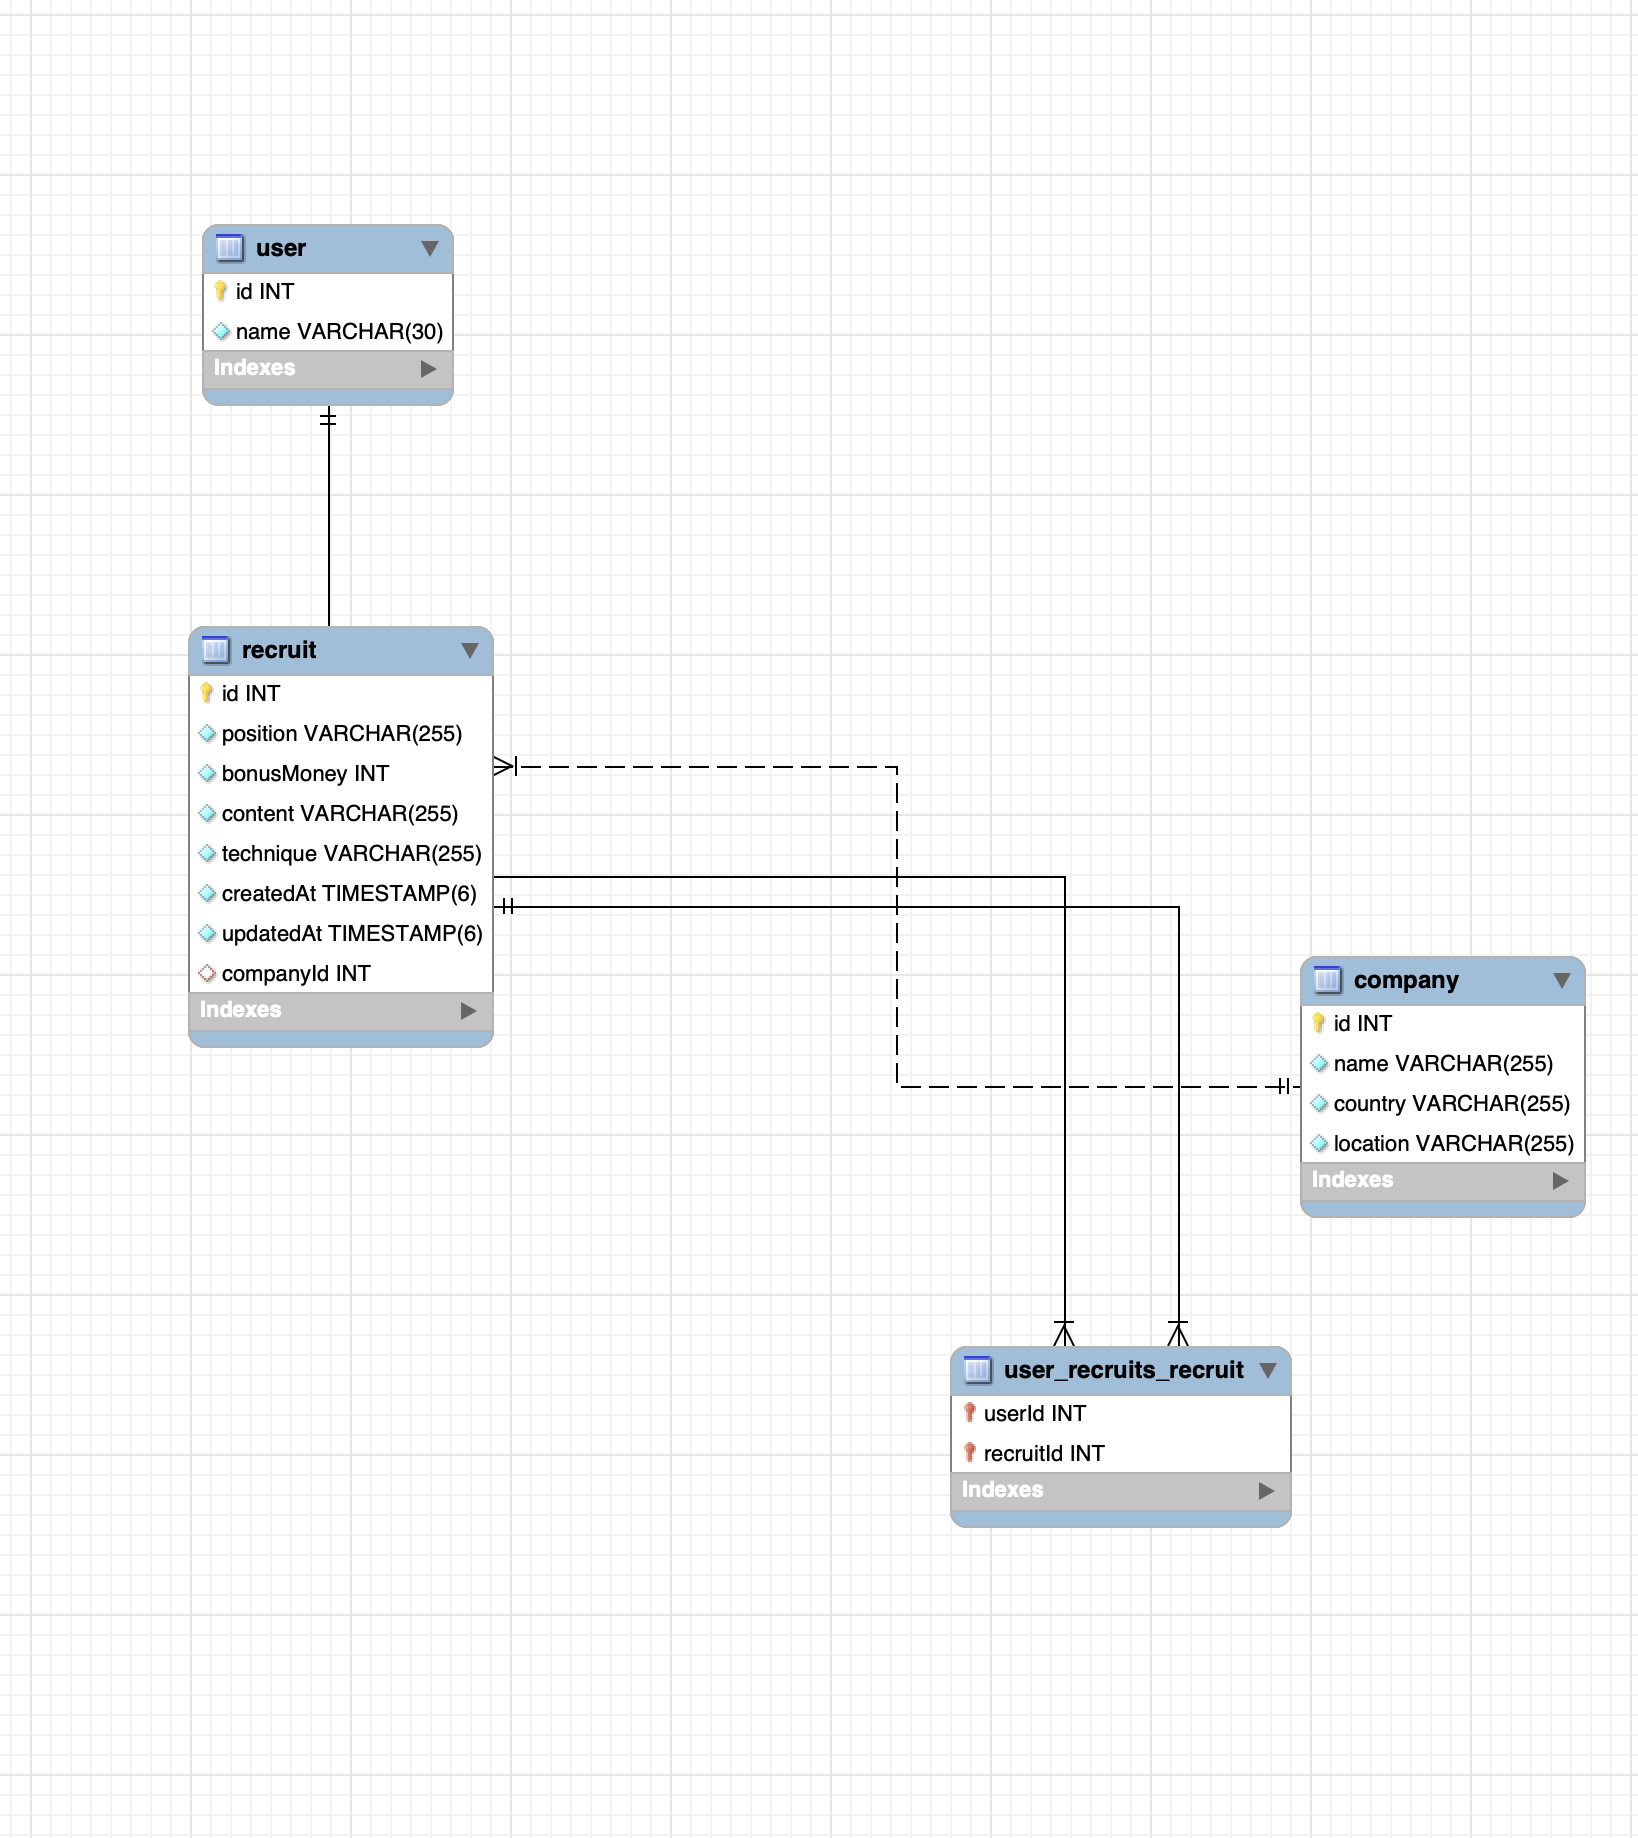 user
id INT
name VARCHAR(30)
Indexes
recruit
id INT
position VARCHAR(255)
bonusMoney INT
content VARCHAR(255)
technique VARCHAR(255)
createdAt TIMESTAMP(6)
updatedAt TIMESTAMP(6)
companyId INT
Indexes
company
id INT
name VARCHAR(255)
country VARCHAR(255)
location VARCHAR(255)
Indexes
user_recruits_recruit
userId INT
recruitId INT
Indexes